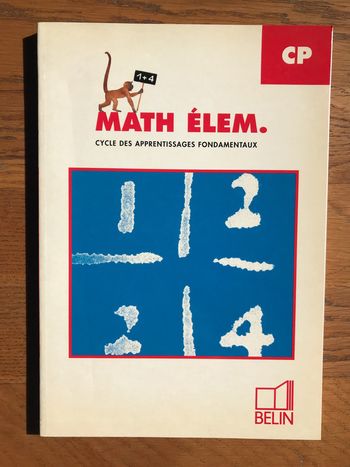 CP
1+4
MATH ÉLEM.
CYCLE DES APPRENTISSAGES FONDAMENTAUX
1 2
3 4
BELIN